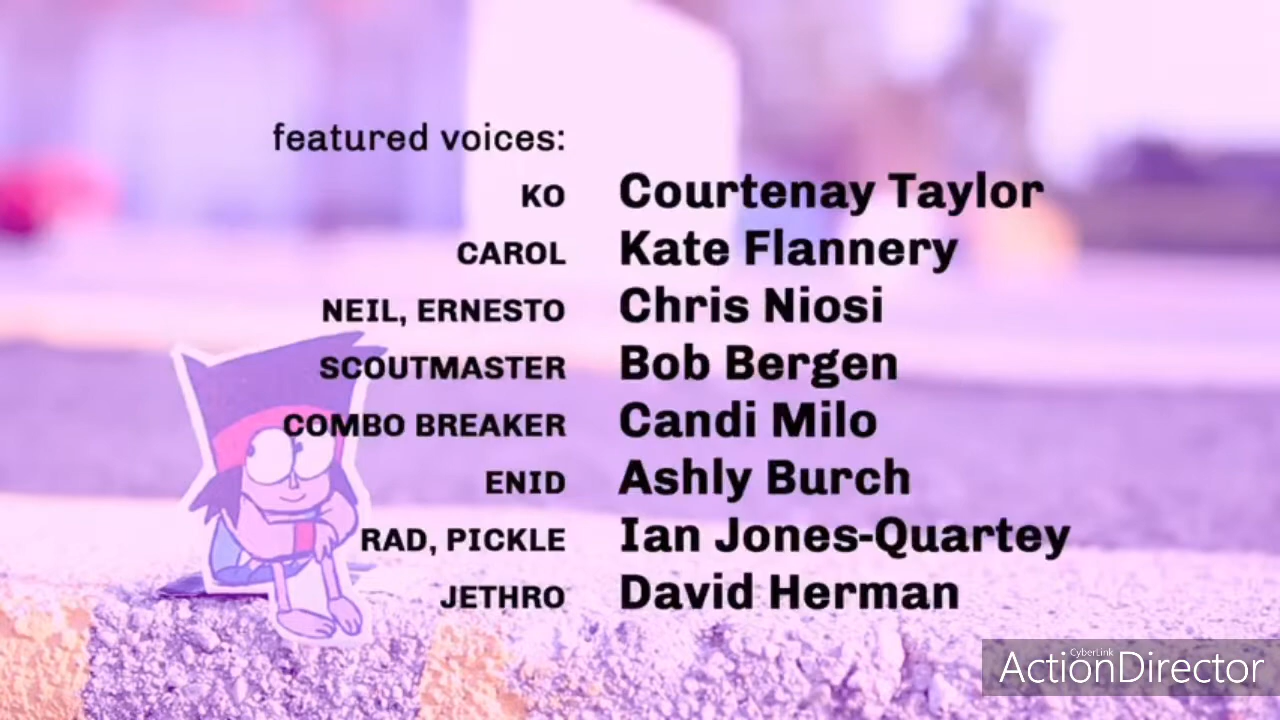 featured voices:
KO Courtenay Taylor
CAROL Kate Flannery
NEIL, ERNESTO Chris Niosi
SCOUTMASTER Bob Bergen
COMBO BREAKER Candi Milo
ENID Ashly Burch
RAD, PICKLE Ian Jones-Quartey
JETHRO David Herman
CyberLink
ActionDirector